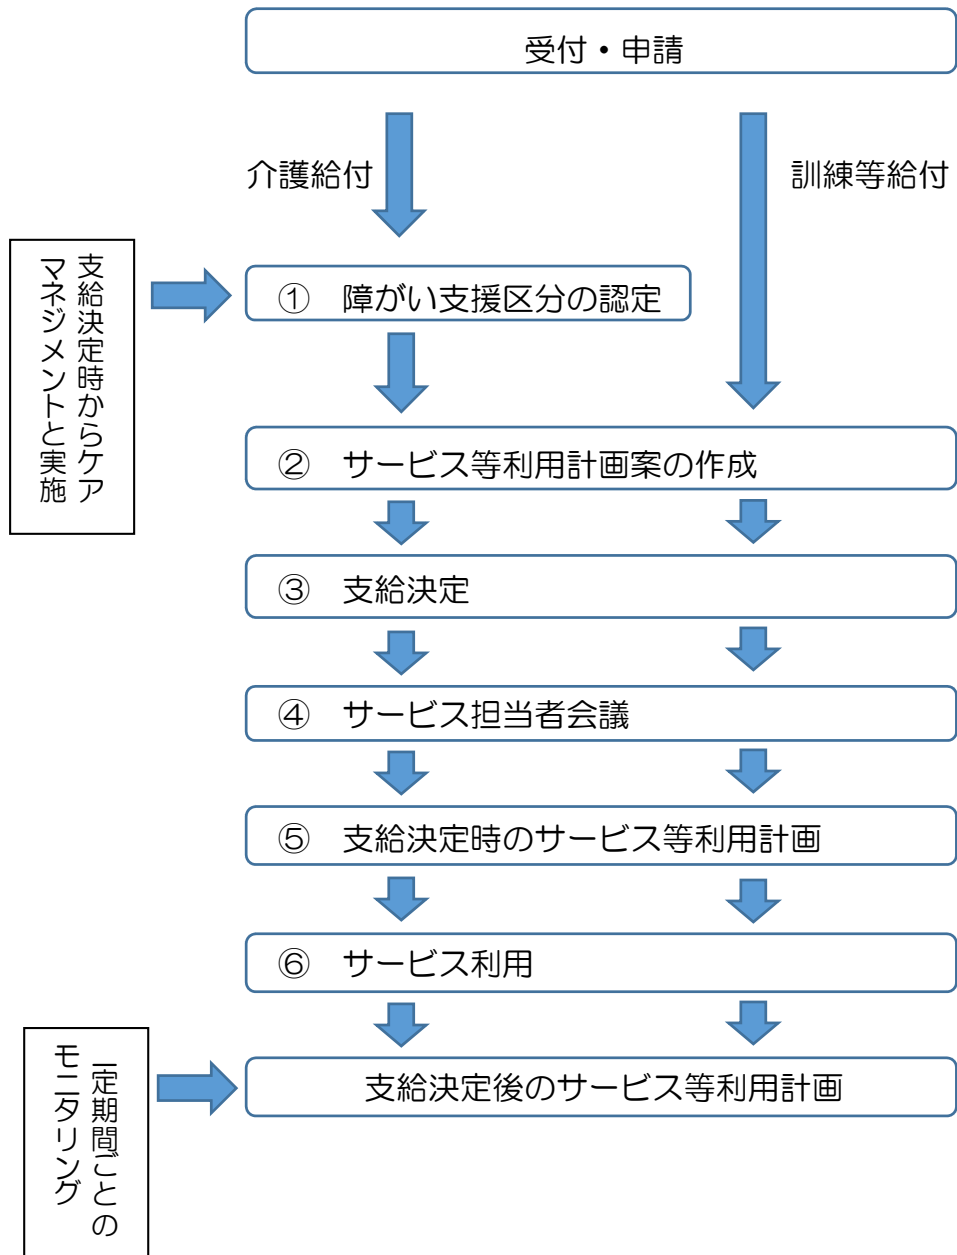 受付・申請
介護給付
訓練等給付
支給決定時からケア
マネジメントと実施
① 障がい支援区分の認定
② サービス等利用計画案の作成
③ 支給決定
④ サービス担当者会議
⑤ 支給決定時のサービス等利用計画
⑥ サービス利用
一定期間ごとの
モニタリング
支給決定後のサービス等利用計画